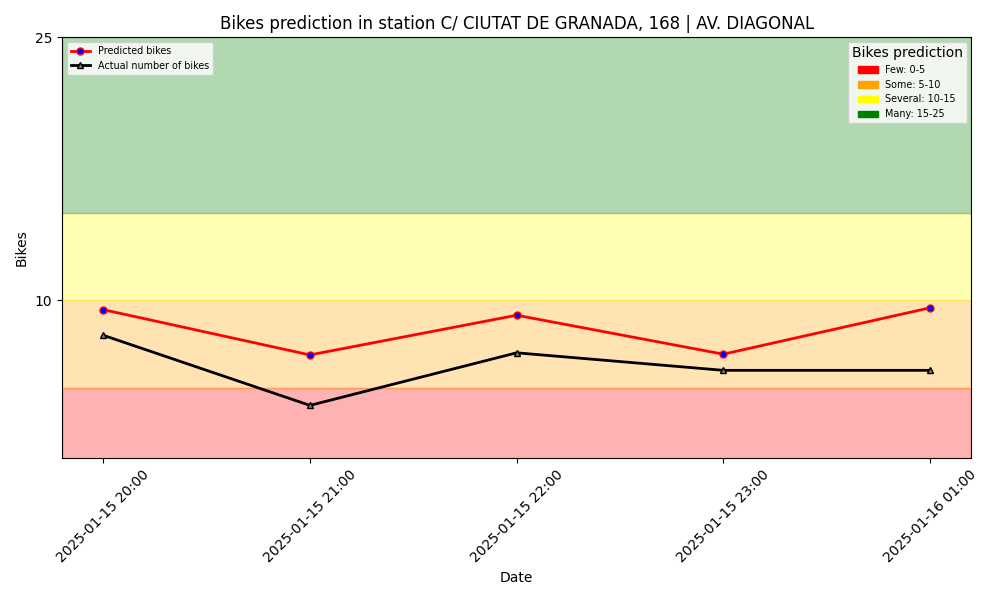 Bikes prediction in station C/ CIUTAT DE GRANADA, 168 | AV. DIAGONAL
Predicted bikes
Actual number of bikes
Bikes prediction
Few: 0-5
Some: 5-10
Several: 10-15
Many: 15-25
25
10
Bikes
2025-01-15 20:00
2025-01-15 21:00
2025-01-15 22:00
2025-01-15 23:00
2025-01-16 01:00
Date